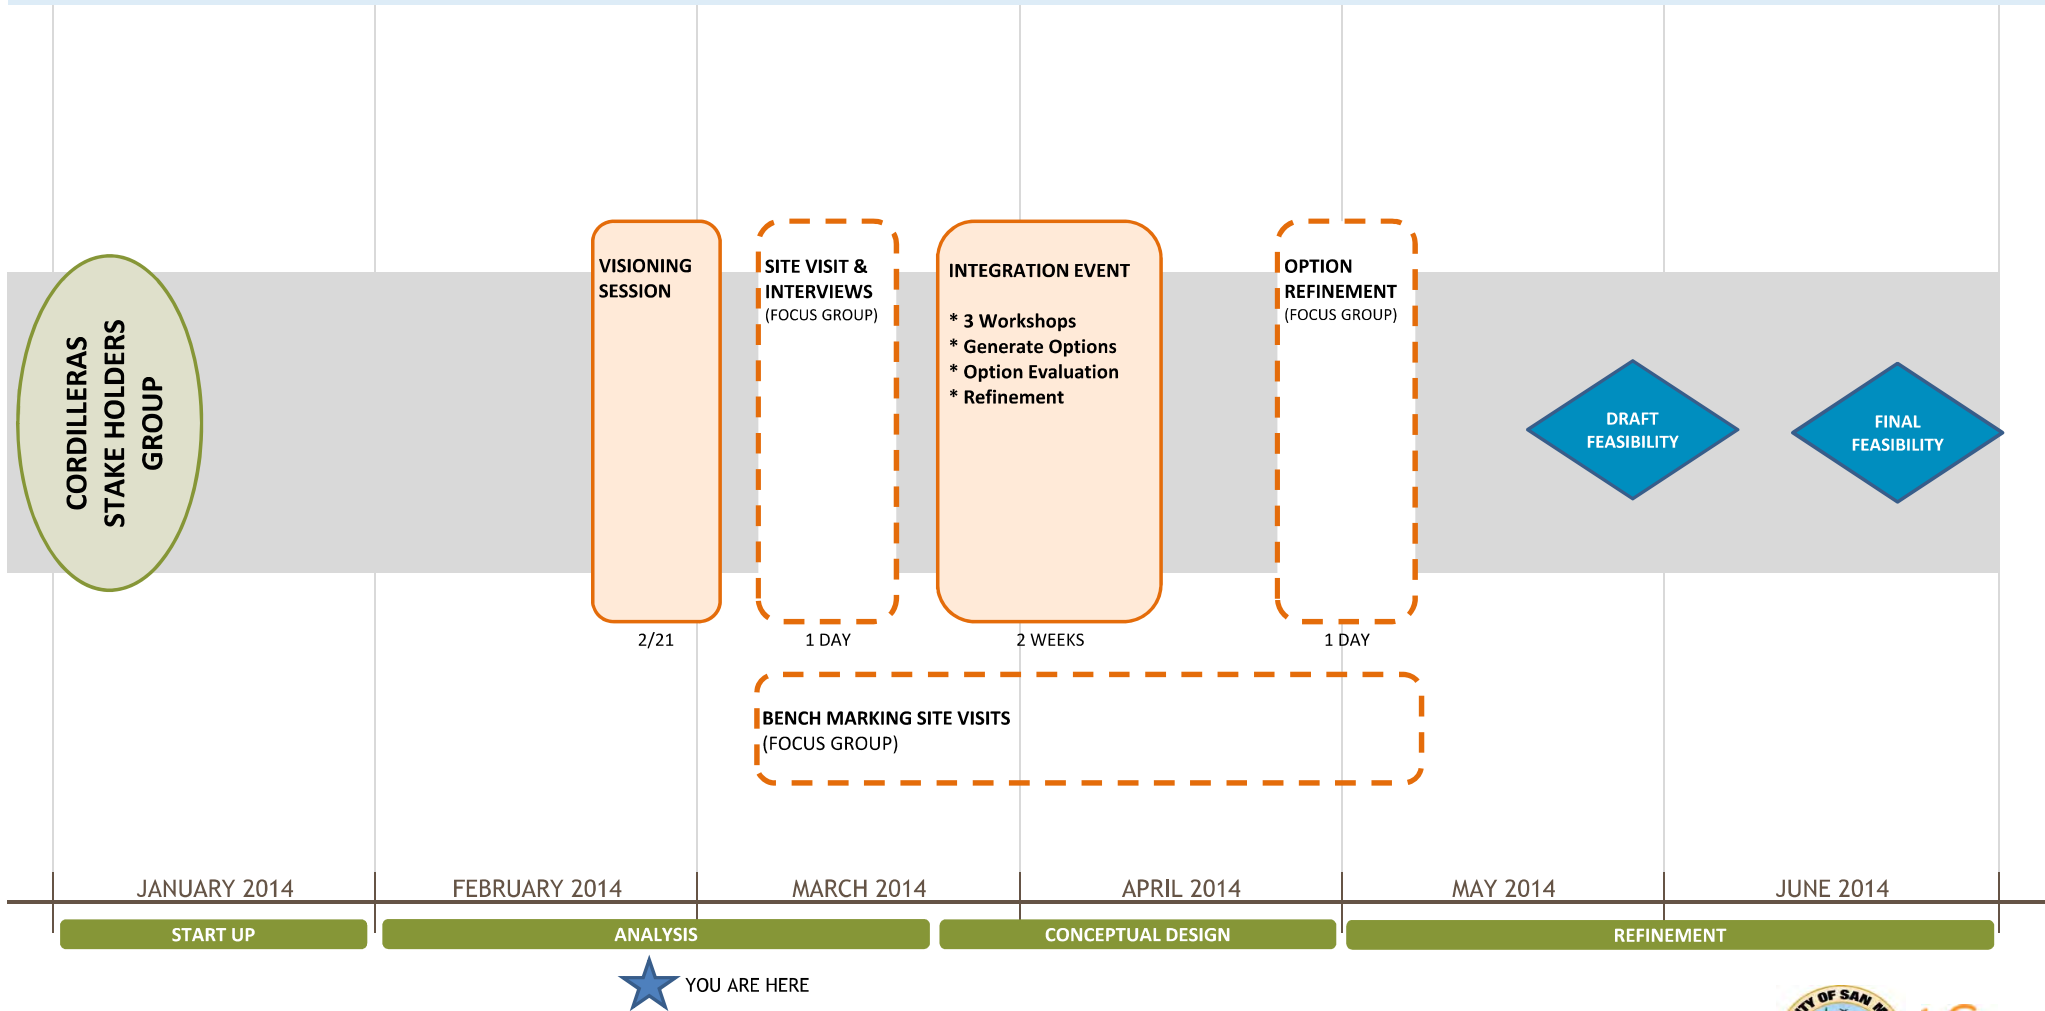 CORDILLERAS
STAKE HOLDERS
GROUP
VISIONING
SESSION
2/21
SITE VISIT &
INTERVIEWS
(FOCUS GROUP)
1 DAY
INTEGRATION EVENT
* 3 Workshops
* Generate Options
* Option Evaluation
* Refinement
2 WEEKS
OPTION
REFINEMENT
(FOCUS GROUP)
1 DAY
DRAFT
FEASIBILITY
FINAL
FEASIBILITY
BENCH MARKING SITE VISITS
(FOCUS GROUP)
JANUARY 2014
FEBRUARY 2014
MARCH 2014
APRIL 2014
MAY 2014
JUNE 2014
START UP
ANALYSIS
CONCEPTUAL DESIGN
REFINEMENT
YOU ARE HERE
OF SAN